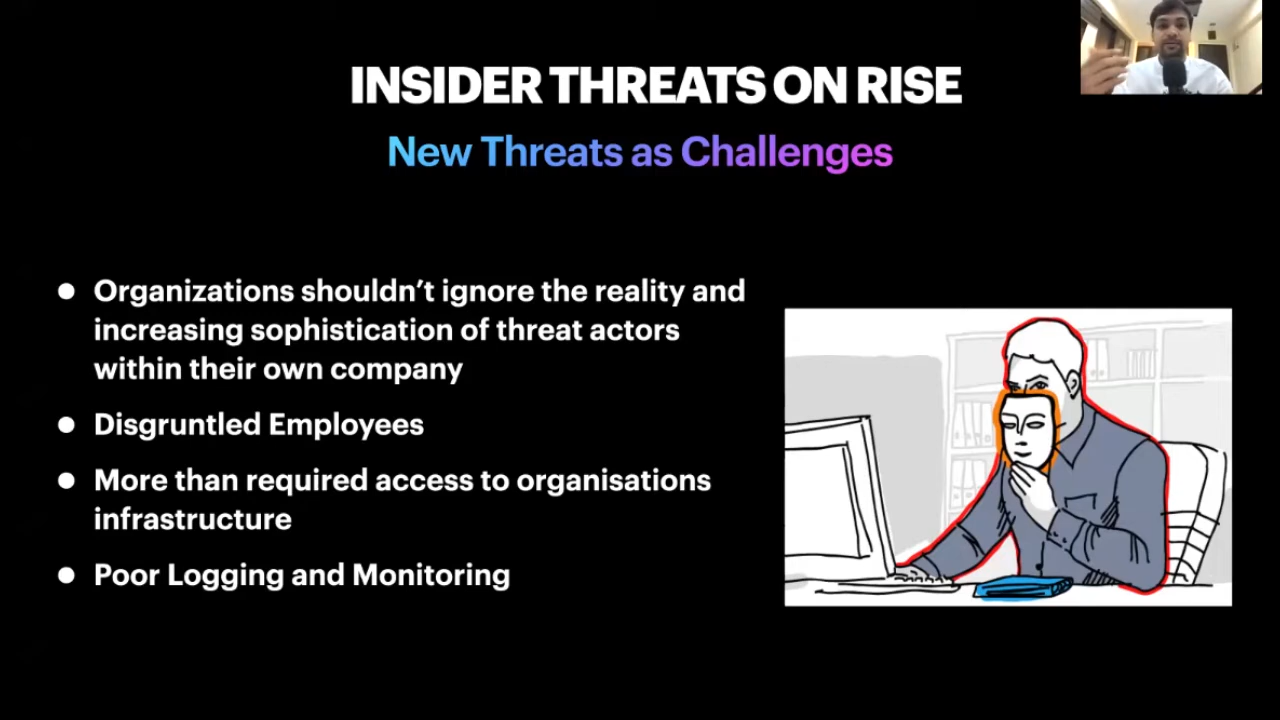 INSIDER THREATS ON RISE
New Threats as Challenges
● Organizations shouldn’t ignore the reality and
increasing sophistication of threat actors
within their own company
● Disgruntled Employees
● More than required access to organisations
infrastructure
● Poor Logging and Monitoring